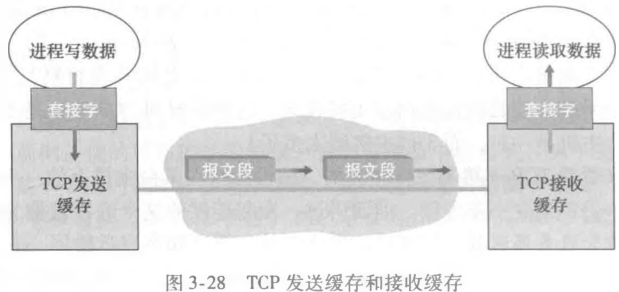 进程写数据
进程读取数据
套接字
套接字
TCP发送
缓存
报文段
报文段
TCP接收
缓存
图 3-28 TCP 发送缓存和接收缓存